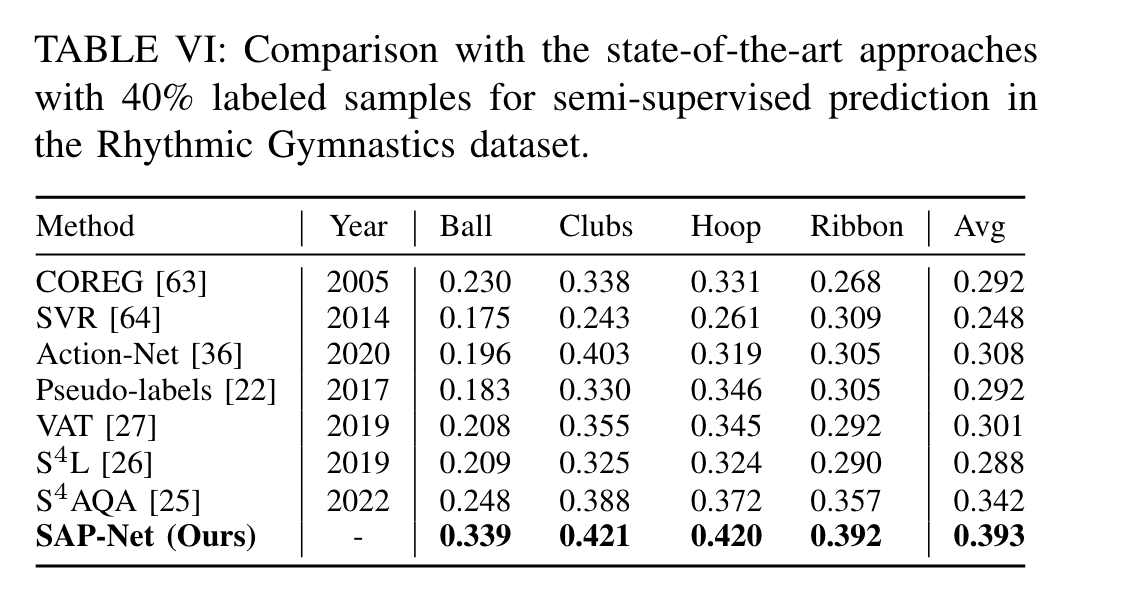 TABLE VI: Comparison with the state-of-the-art approaches
with 40% labeled samples for semi-supervised prediction in
the Rhythmic Gymnastics dataset.
Method Year Ball Clubs Hoop Ribbon Avg
COREG [63] 2005 0.230 0.338 0.331 0.268 0.292
SVR [64] 2014 0.175 0.243 0.261 0.309 0.248
Action-Net [36] 2020 0.196 0.403 0.319 0.305 0.308
Pseudo-labels [22] 2017 0.183 0.330 0.346 0.305 0.292
VAT [27] 2019 0.208 0.355 0.345 0.292 0.301
S⁴L [26] 2019 0.209 0.325 0.324 0.290 0.288
S⁴AQA [25] 2022 0.248 0.388 0.372 0.357 0.342
SAP-Net (Ours) - 0.339 0.421 0.420 0.392 0.393